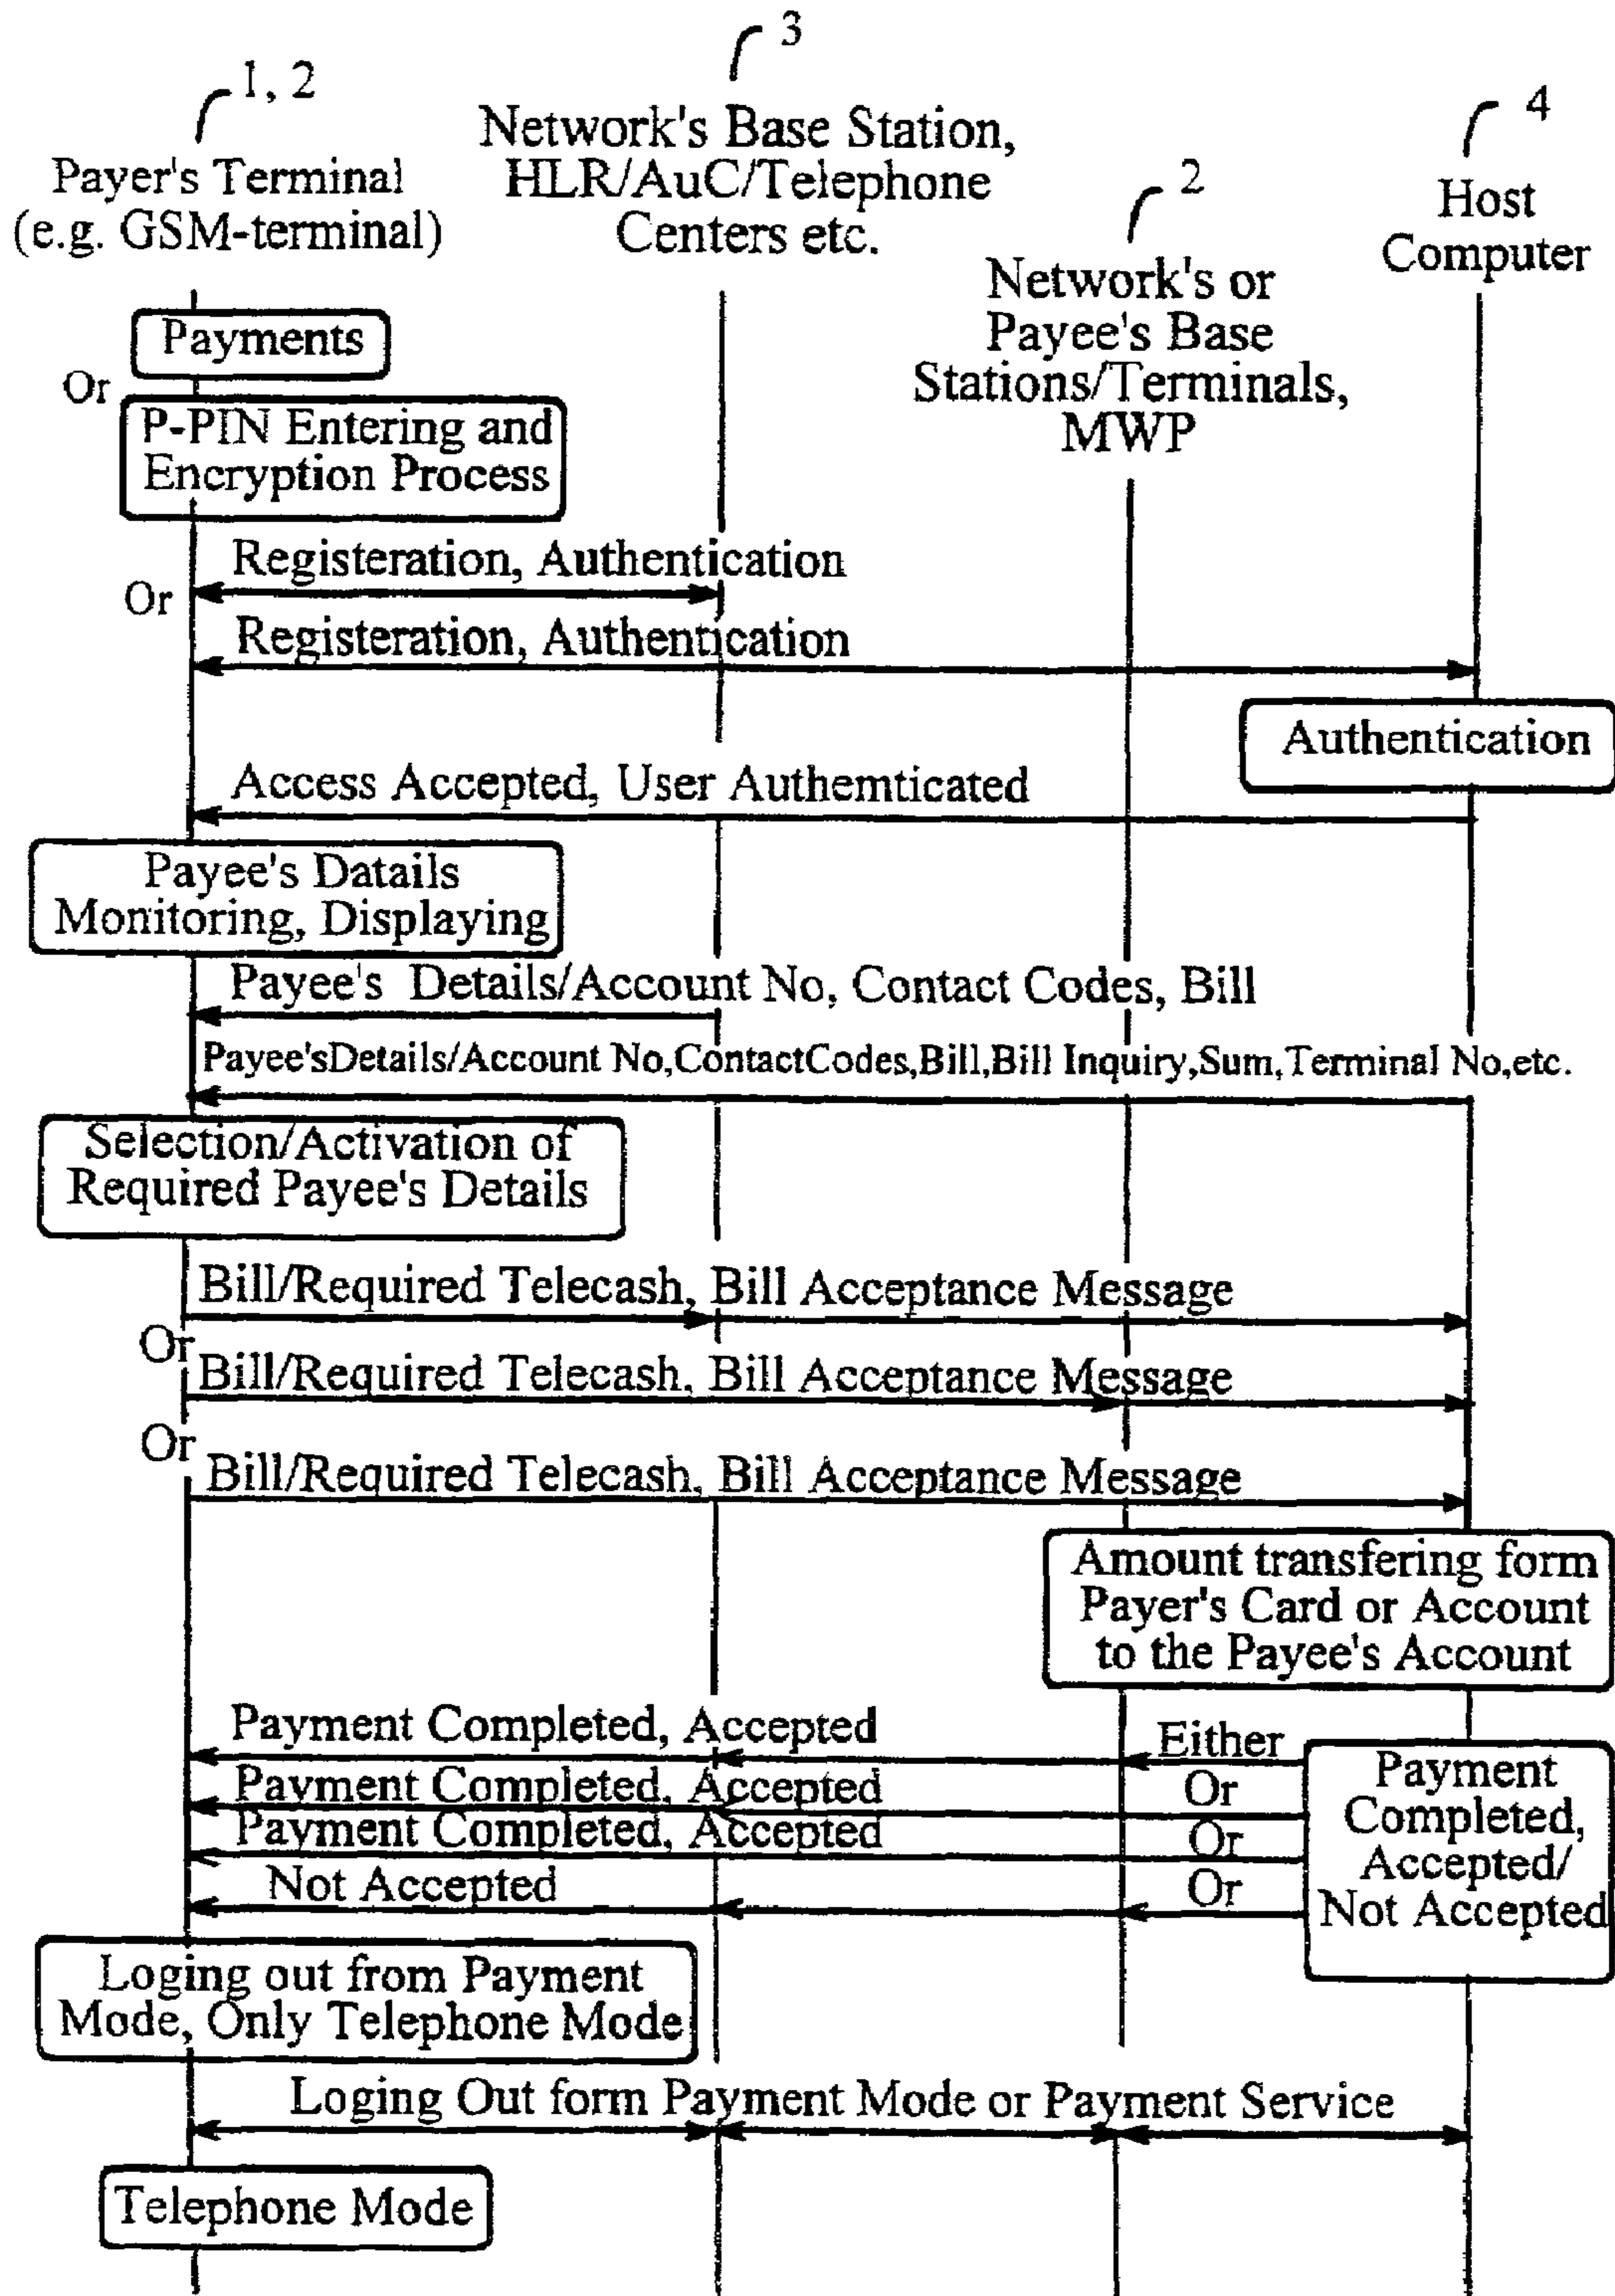 3
1, 2
4
2
Payer's Terminal
(e.g. GSM-terminal)
Network's Base Station,
HLR/AuC/Telephone
Centers etc.
Network's or
Payee's Base
Stations/Terminals,
MWP
Host
Computer
Payments
Or
P-PIN Entering and
Encryption Process
Registeration, Authentication
Or
Registeration, Authentication
Authentication
Access Accepted, User Authemticated
Payee's Datails
Monitoring, Displaying
Payee's Details/Account No, Contact Codes, Bill
Payee'sDetails/Account No,ContactCodes,Bill,Bill Inquiry,Sum,Terminal No,etc.
Selection/Activation of
Required Payee's Details
Bill/Required Telecash, Bill Acceptance Message
Or
Bill/Required Telecash, Bill Acceptance Message
Or
Bill/Required Telecash, Bill Acceptance Message
Amount transfering form
Payer's Card or Account
to the Payee's Account
Payment Completed, Accepted
Either
Payment Completed, Accepted
Or
Payment Completed, Accepted
Or
Not Accepted
Or
Payment
Completed,
Accepted/
Not Accepted
Loging out from Payment
Mode, Only Telephone Mode
Loging Out form Payment Mode or Payment Service
Telephone Mode